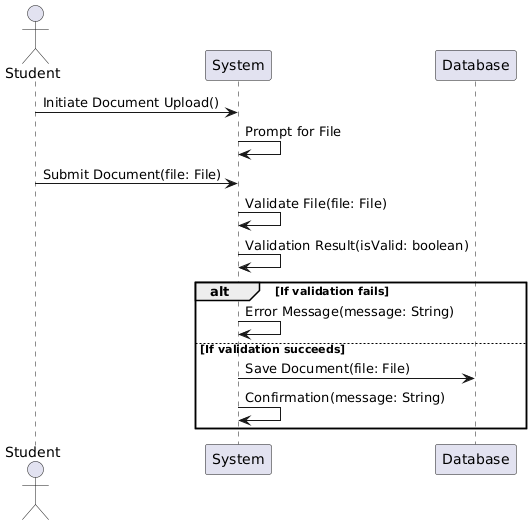 Student
System
Database
Initiate Document Upload()
Prompt for File
Submit Document(file: File)
Validate File(file: File)
Validation Result(isValid: boolean)
alt [If validation fails]
Error Message(message: String)
[If validation succeeds]
Save Document(file: File)
Confirmation(message: String)
Student
System
Database